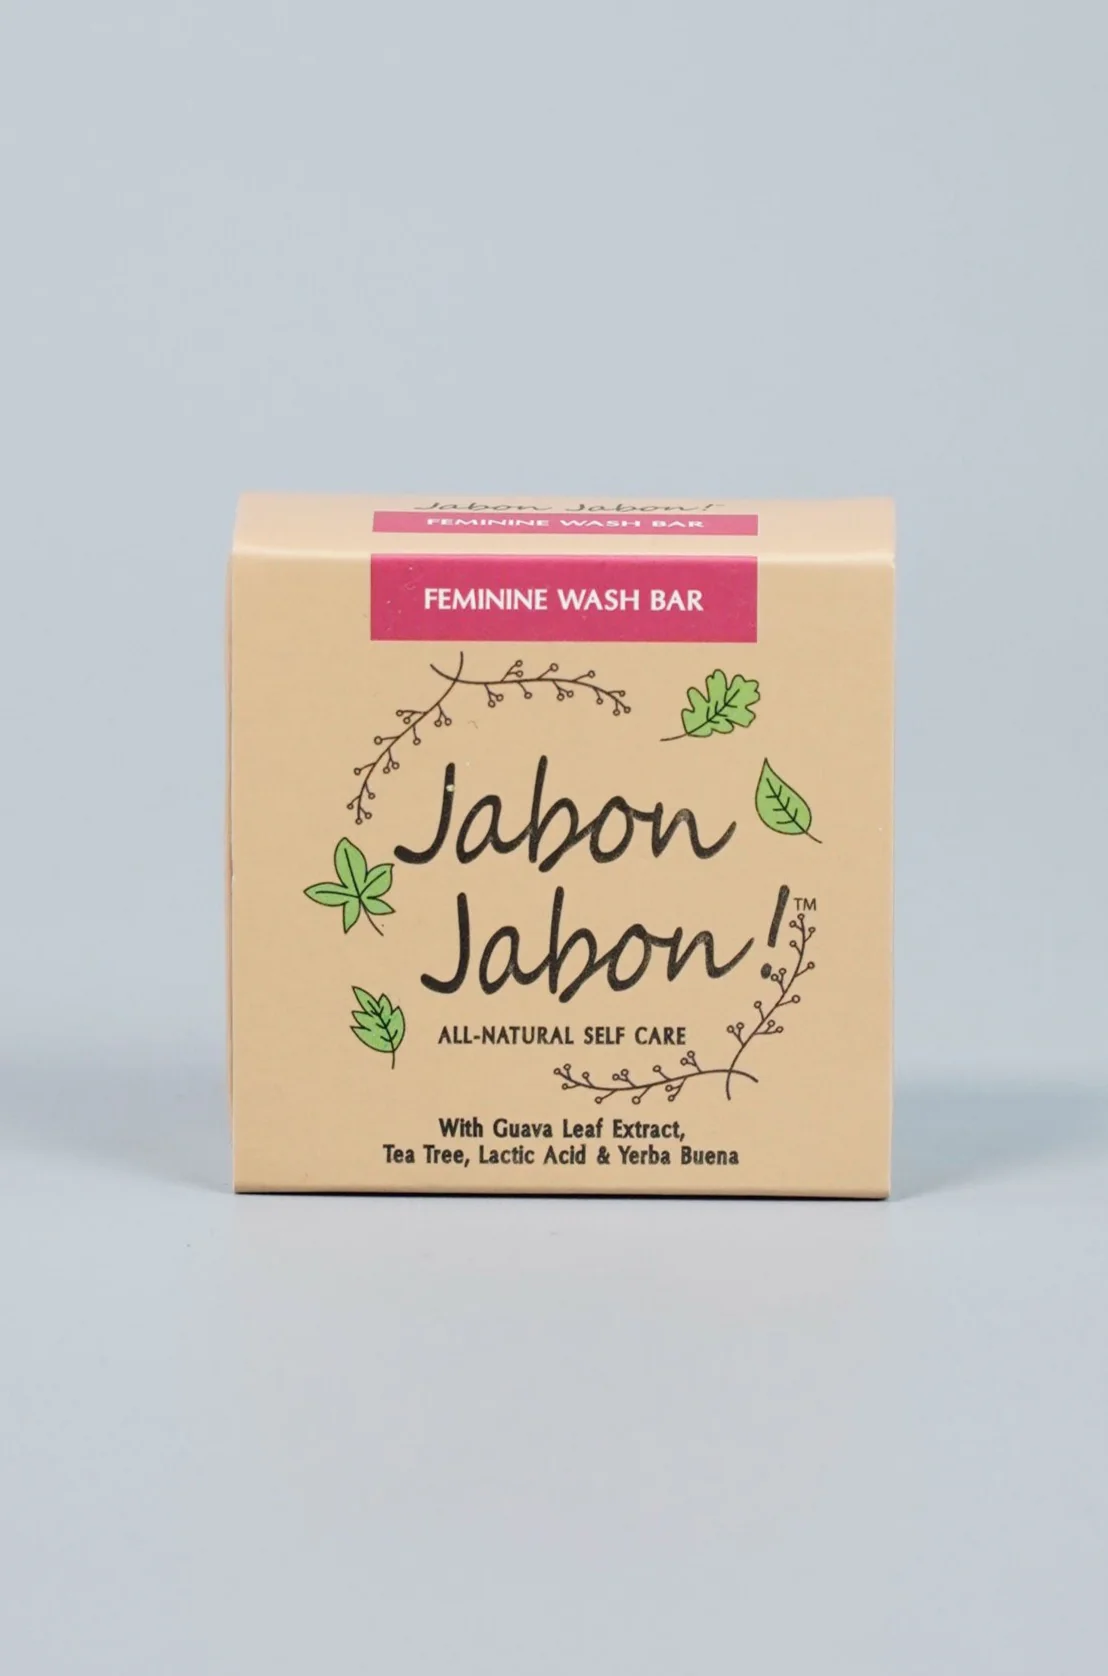 Jabon Jabon!
FEMININE WASH BAR
FEMININE WASH BAR
Jabon
Jabon!™
ALL-NATURAL SELF CARE
With Guava Leaf Extract,
Tea Tree, Lactic Acid & Yerba Buena